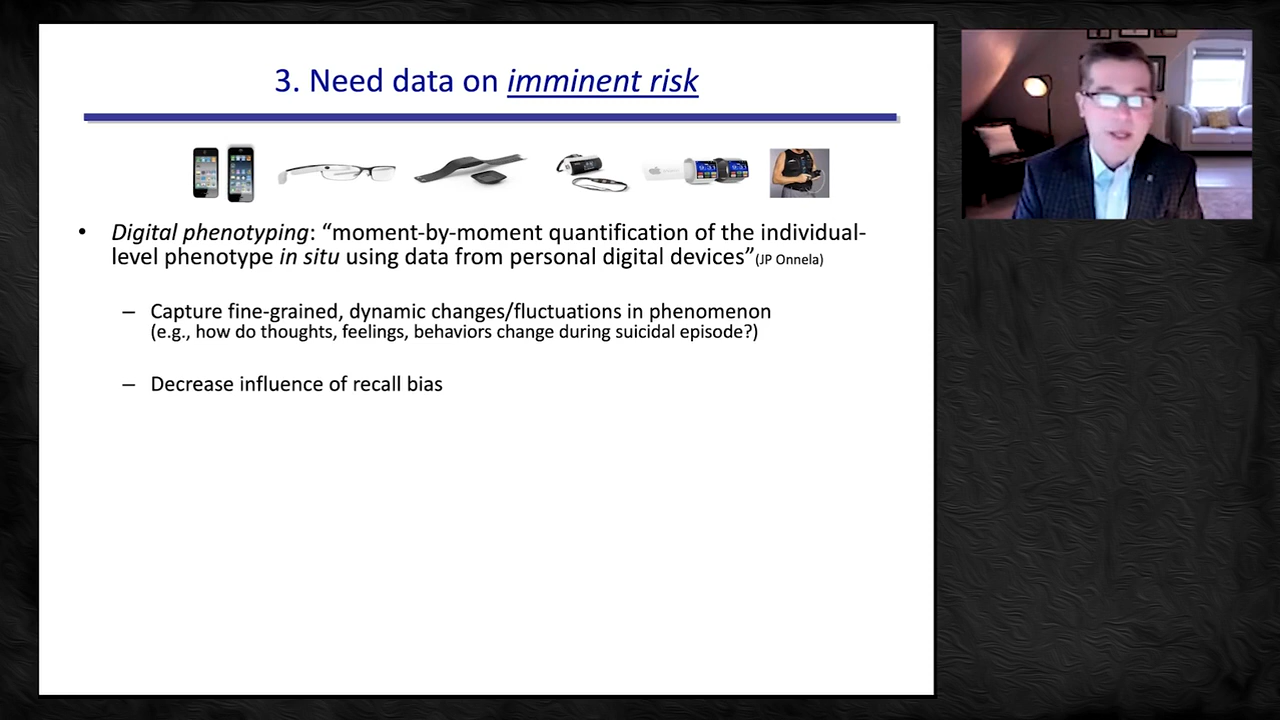 3. Need data on imminent risk
• Digital phenotyping: “moment-by-moment quantification of the individual-
level phenotype in situ using data from personal digital devices”(JP Onnela)
– Capture fine-grained, dynamic changes/fluctuations in phenomenon
(e.g., how do thoughts, feelings, behaviors change during suicidal episode?)
– Decrease influence of recall bias